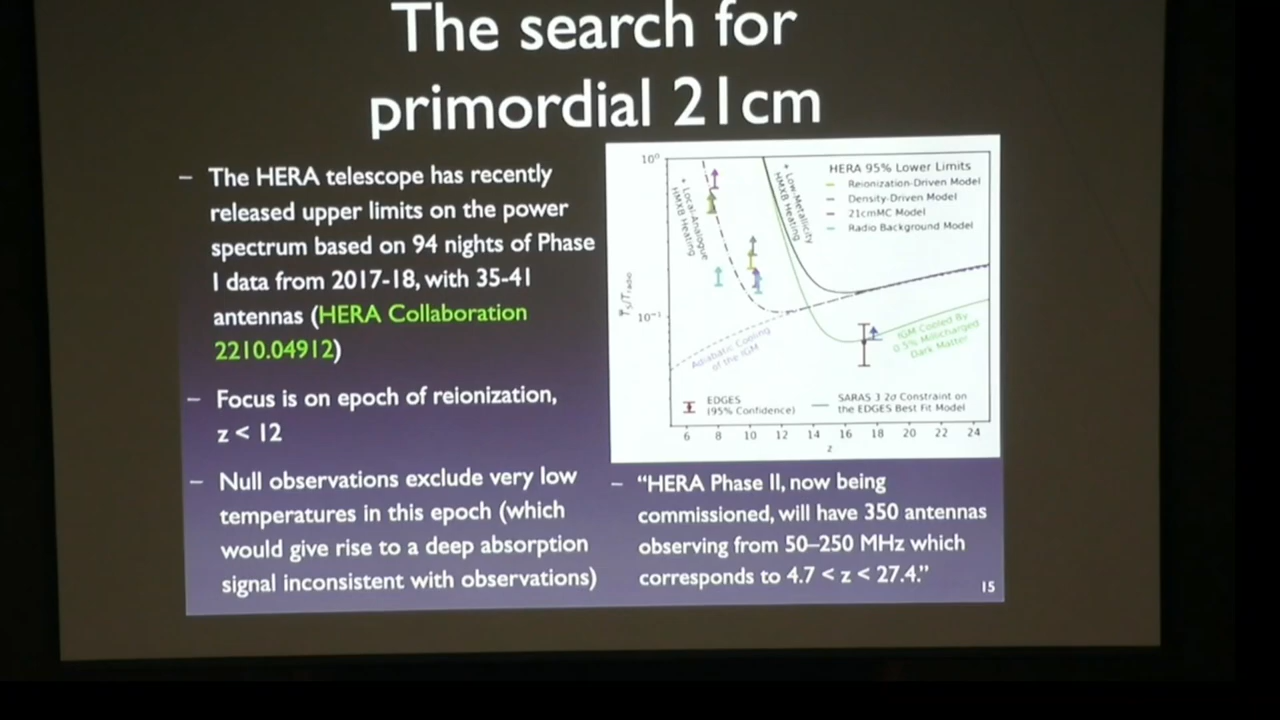 The search for
primordial 21cm
– The HERA telescope has recently
released upper limits on the power
spectrum based on 94 nights of Phase
I data from 2017-18, with 35-41
antennas (HERA Collaboration
2210.04912)
– Focus is on epoch of reionization,
z < 12
– Null observations exclude very low
temperatures in this epoch (which
would give rise to a deep absorption
signal inconsistent with observations)
10⁰
10⁻¹
+ Local-Analogue
HMXB Heating
+ Low-Metallicity
HMXB Heating
HERA 95% Lower Limits
Reionization-Driven Model
Density-Driven Model
21cmMC Model
Radio Background Model
Adiabatic Cooling
of the IGM
IGM Cooled By
0.5% Millicharged
Dark Matter
EDGES
(95% Confidence)
SARAS 3 2σ Constraint on
the EDGES Best Fit Model
6 8 10 12 14 16 18 20 22 24
z
– “HERA Phase II, now being
commissioned, will have 350 antennas
observing from 50–250 MHz which
corresponds to 4.7 < z < 27.4.”
15